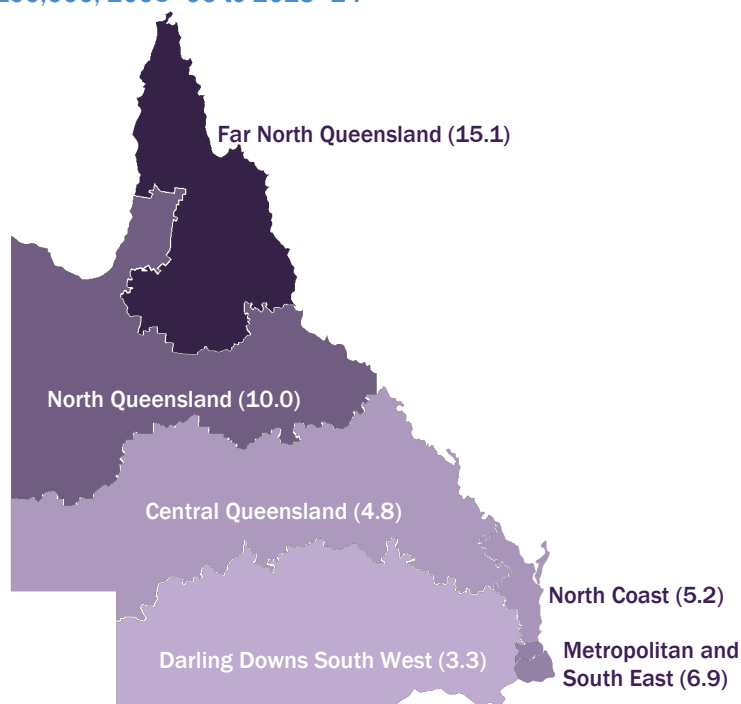 Far North Queensland (15.1)
North Queensland (10.0)
Central Queensland (4.8)
North Coast (5.2)
Metropolitan and
South East (6.9)
Darling Downs South West (3.3)